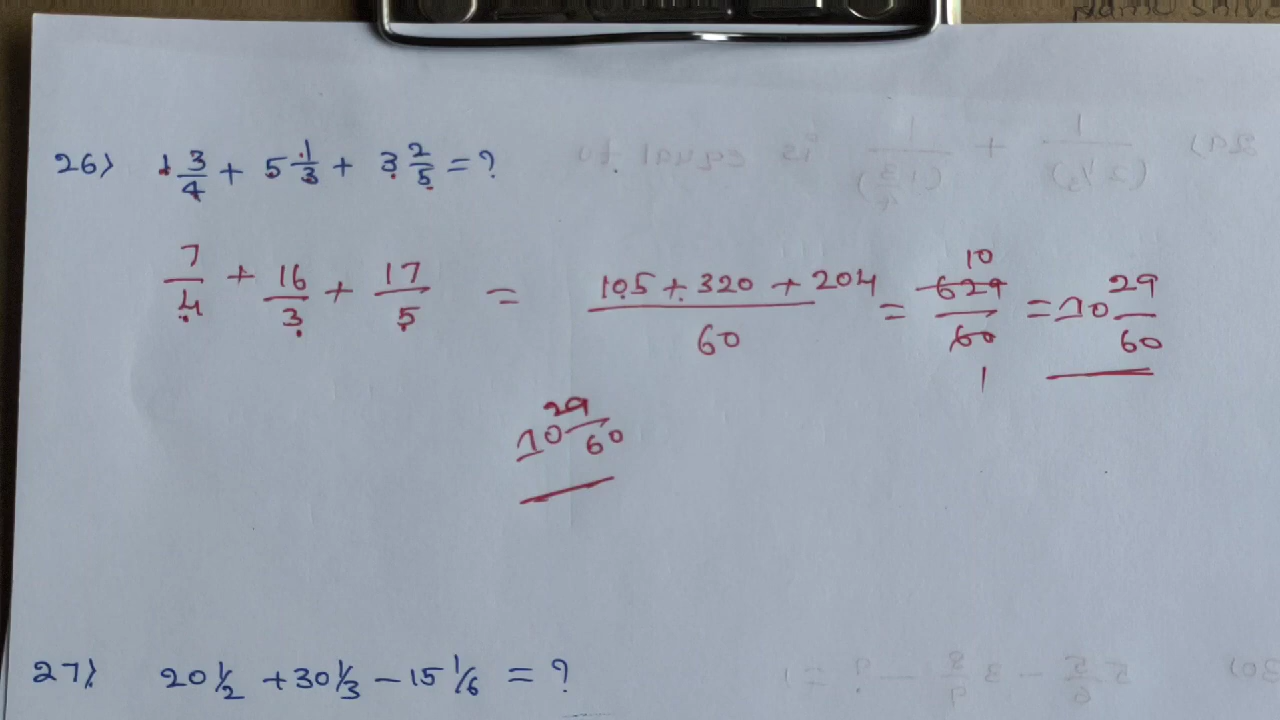 26) 1 3/4 + 5 1/3 + 3 2/5 = ?
7/4 + 16/3 + 17/5 = 105 + 320 + 204 / 60 = 629/60 10 1 = 10 29/60
10 29/60
27) 20 1/2 + 30 1/3 - 15 1/6 = ?